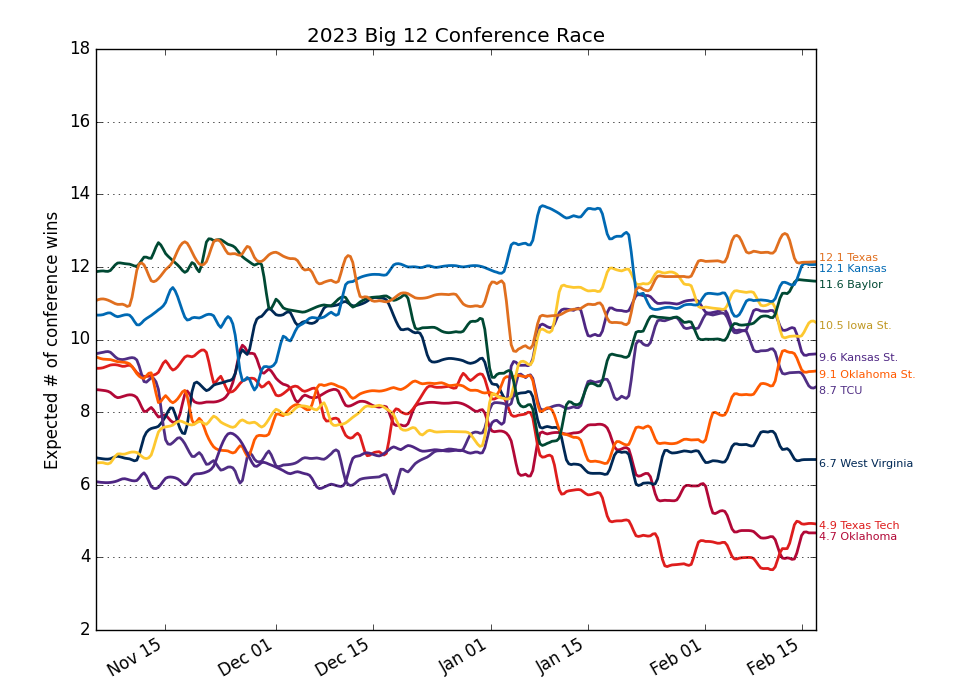 2023 Big 12 Conference Race
Expected # of conference wins
18
16
14
12
10
8
6
4
2
Nov 15
Dec 01
Dec 15
Jan 01
Jan 15
Feb 01
Feb 15
12.1 Texas
12.1 Kansas
11.6 Baylor
10.5 Iowa St.
9.6 Kansas St.
9.1 Oklahoma St.
8.7 TCU
6.7 West Virginia
4.9 Texas Tech
4.7 Oklahoma